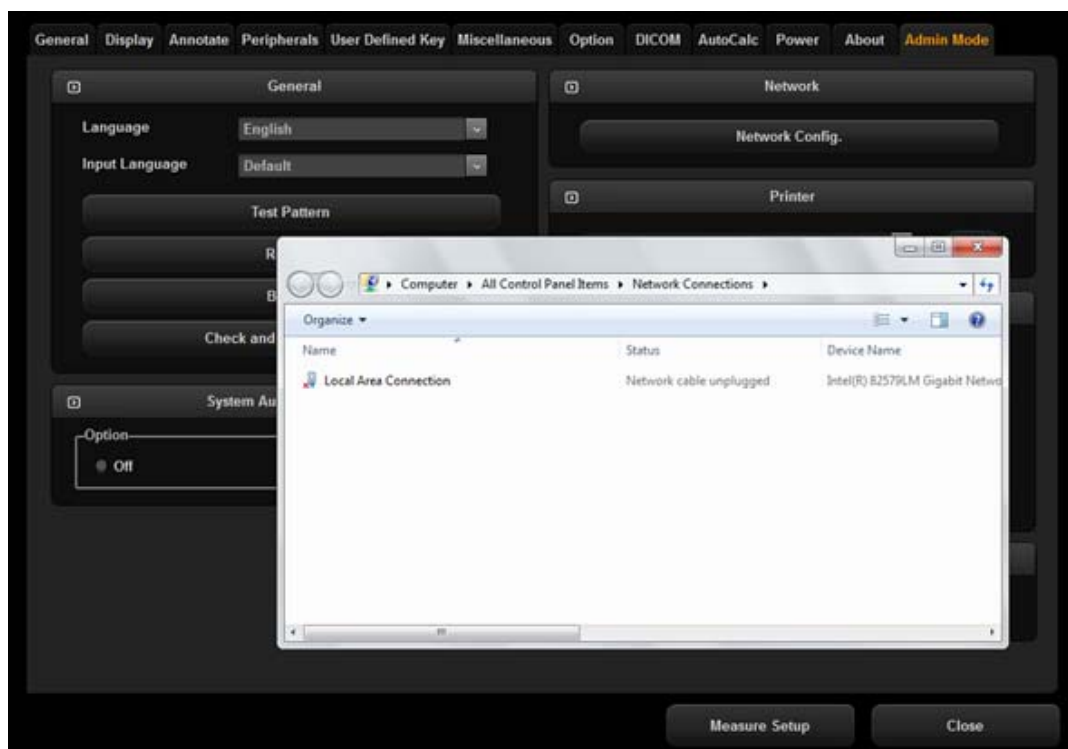 General Display Annotate Peripherals User Defined Key Miscellaneous Option DICOM AutoCalc Power About Admin Mode
General
Language English
Input Language Default
Test Pattern
R
B
Check and
System Au
Option
Off
Network
Network Config.
Printer
Computer All Control Panel Items Network Connections
Organize
Name Status Device Name
Local Area Connection Network cable unplugged Intel(R) 82579LM Gigabit Netwo
Measure Setup Close